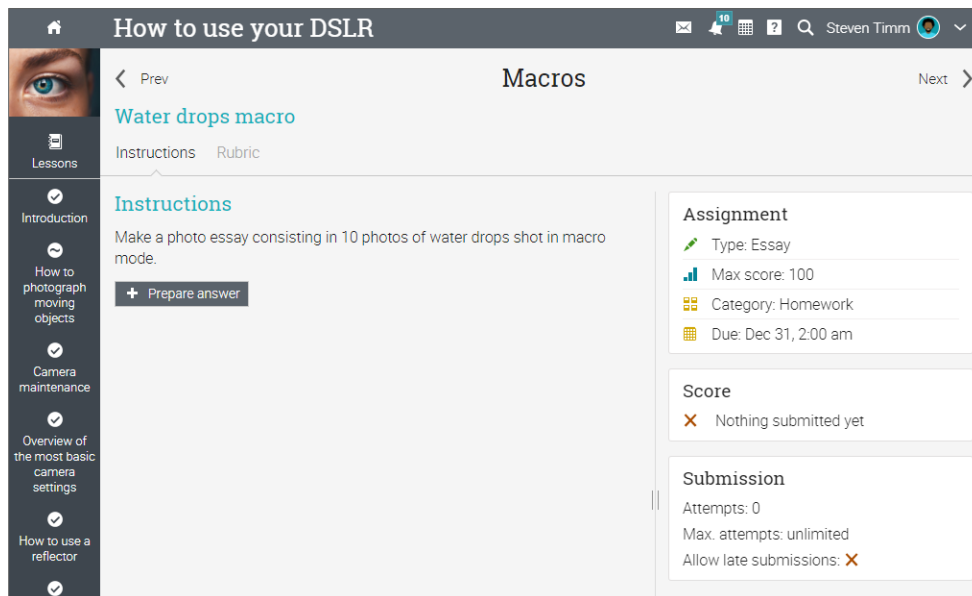 How to use your DSLR
10
?
Steven Timm
Lessons
Introduction
How to
photograph
moving
objects
Camera
maintenance
Overview of
the most basic
camera
settings
How to use a
reflector
Prev
Macros
Next
Water drops macro
Instructions
Rubric
Instructions
Make a photo essay consisting in 10 photos of water drops shot in macro
mode.
Prepare answer
Assignment
Type: Essay
Max score: 100
Category: Homework
Due: Dec 31, 2:00 am
Score
Nothing submitted yet
Submission
Attempts: 0
Max. attempts: unlimited
Allow late submissions: